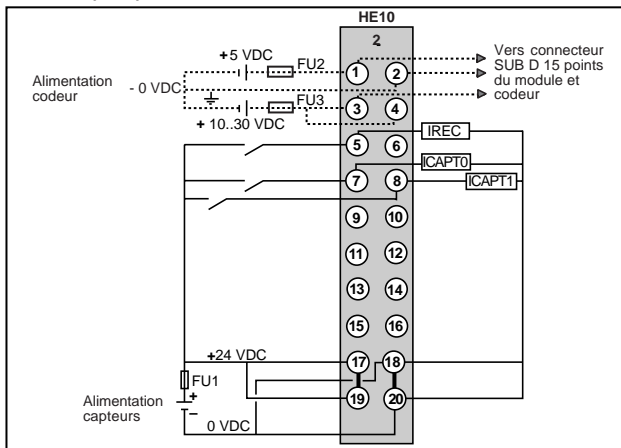 HE10
2
+5 VDC
FU2
1
2
Vers connecteur
SUB D 15 points
du module et
codeur
Alimentation
codeur
- 0 VDC
FU3
3
4
+ 10..30 VDC
5
6
IREC
7
8
ICAPT0
ICAPT1
9
10
11
12
13
14
15
16
+24 VDC
17
18
FU1
+
19
20
Alimentation
capteurs
–
0 VDC